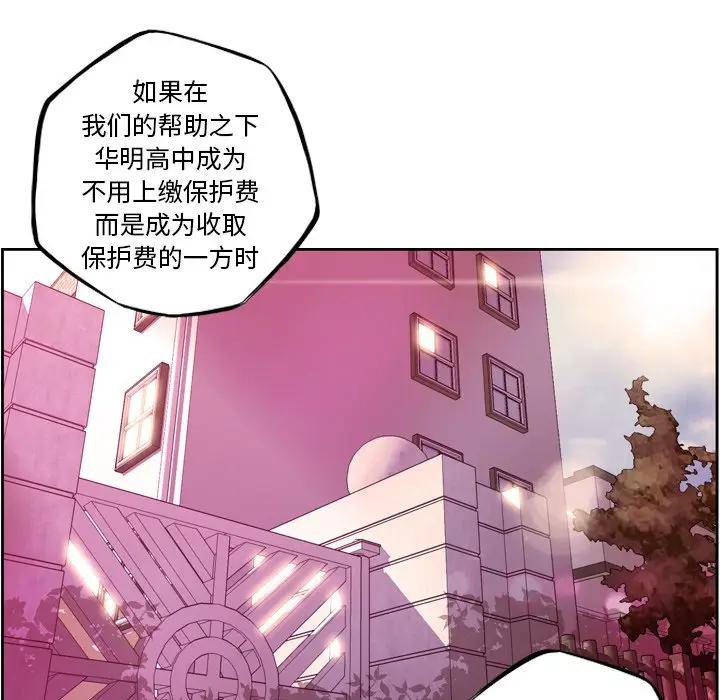 如果在
我们的帮助之下
华明高中成为
不用上缴保护费
而是成为收取
保护费的一方时